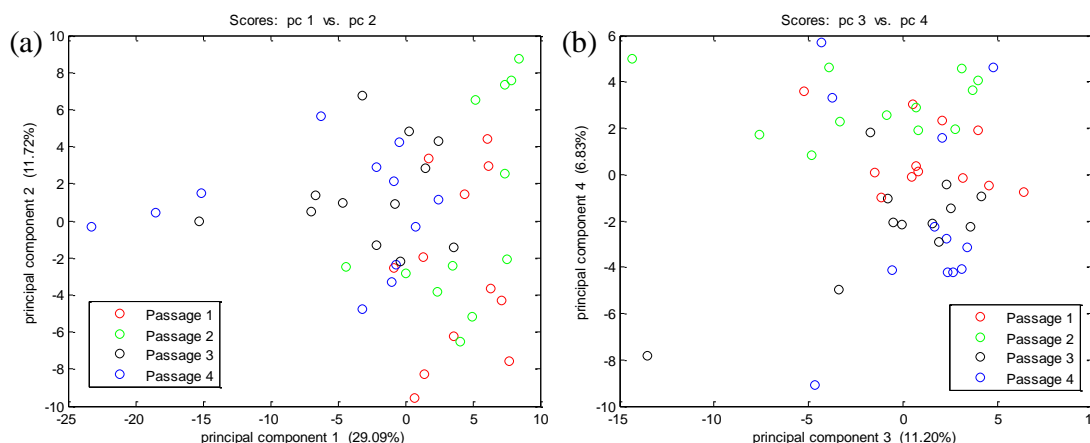 (a)
Scores: pc 1 vs. pc 2
10
8
6
4
2
0
-2
-4
-6
-8
-10
principal component 2 (11.72%)
Passage 1
Passage 2
Passage 3
Passage 4
-25 -20 -15 -10 -5 0 5 10
principal component 1 (29.09%)
(b)
Scores: pc 3 vs. pc 4
6
4
2
0
-2
-4
-6
-8
-10
principal component 4 (6.83%)
Passage 1
Passage 2
Passage 3
Passage 4
-15 -10 -5 0 5 10
principal component 3 (11.20%)